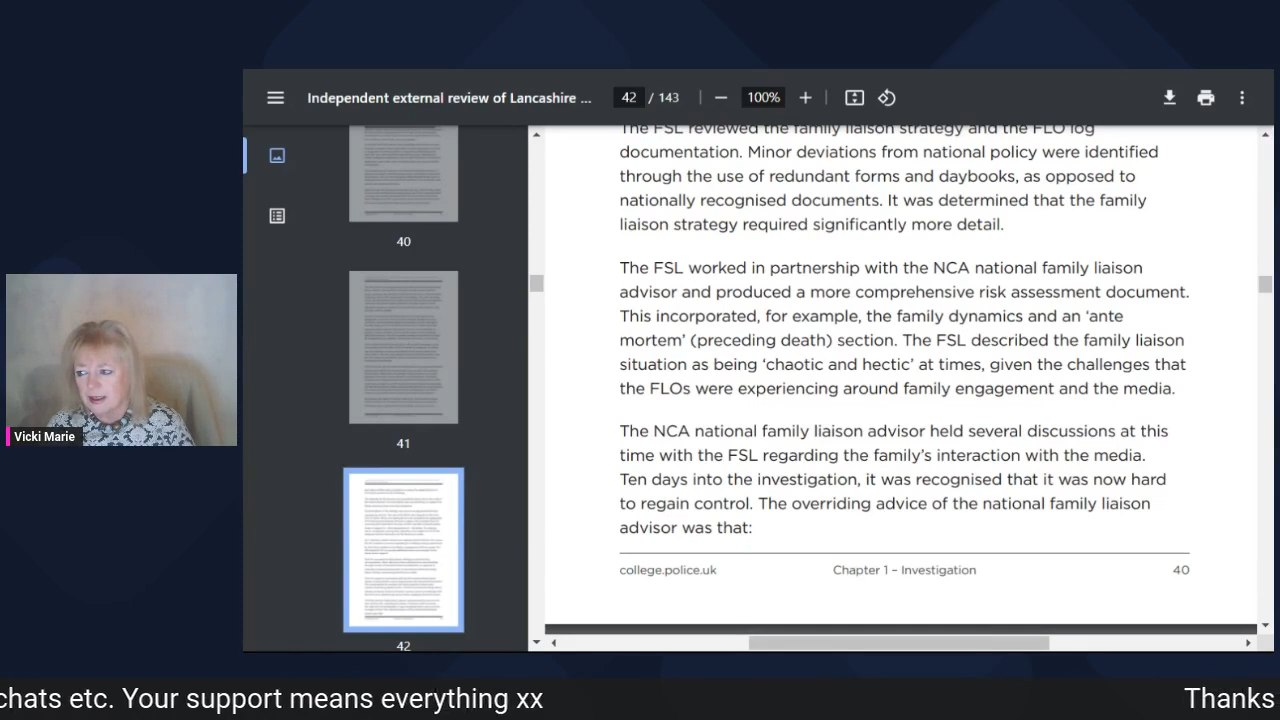 Independent external review of Lancashire ...
42 / 143
100%
40
41
42
The FSL reviewed the family liaison strategy and the FLO log
documentation. Minor deviations from national policy were identified
through the use of redundant forms and daybooks, as opposed to
nationally recognised documents. It was determined that the family
liaison strategy required significantly more detail.
The FSL worked in partnership with the NCA national family liaison
advisor and produced a more comprehensive risk assessment document.
This incorporated, for example, the family dynamics and an ‘ante
mortem’ (preceding death) section. The FSL described the family liaison
situation as being ‘chaotic and hectic’ at times, given the challenges that
the FLOs were experiencing around family engagement and the media.
The NCA national family liaison advisor held several discussions at this
time with the FSL regarding the family’s interaction with the media.
Ten days into the investigation, it was recognised that it was now hard
to regain control. The overriding advice of the national family liaison
advisor was that:
college.police.uk Chapter 1 – Investigation 40
Vicki Marie
chats etc. Your support means everything xx
Thanks